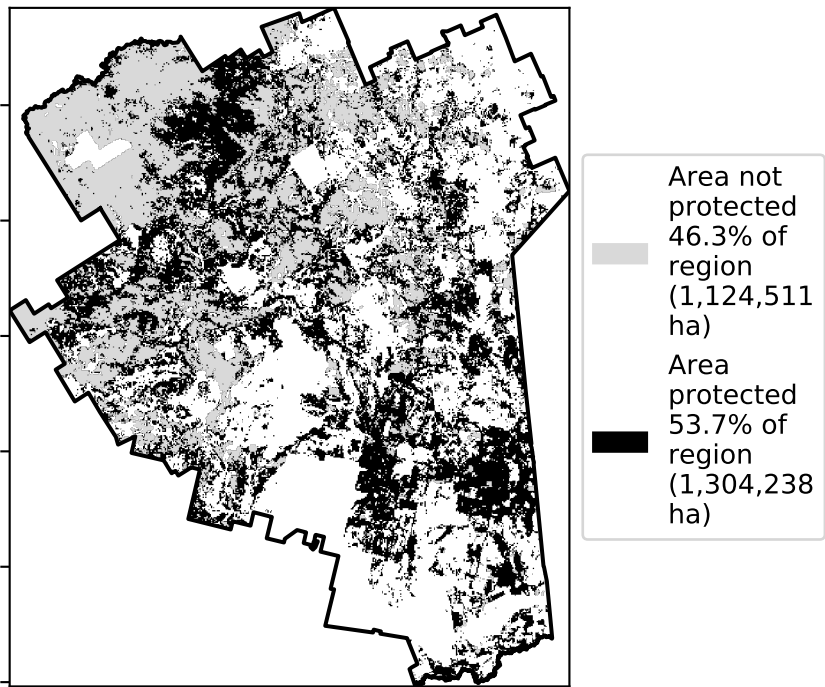 Area not
protected
46.3% of
region
(1,124,511
ha)
Area
protected
53.7% of
region
(1,304,238
ha)